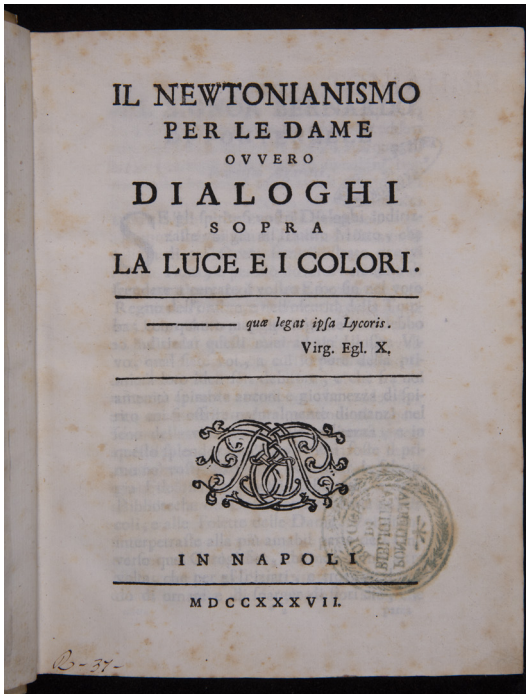 IL NEWTONIANISMO
PER LE DAME
OVVERO
DIALOGHI
SOPRA
LA LUCE E I COLORI.
quæ legat ipſa Lycoris.
Virg. Egl. X.
IN NAPOLI
MDCCXXXVII.